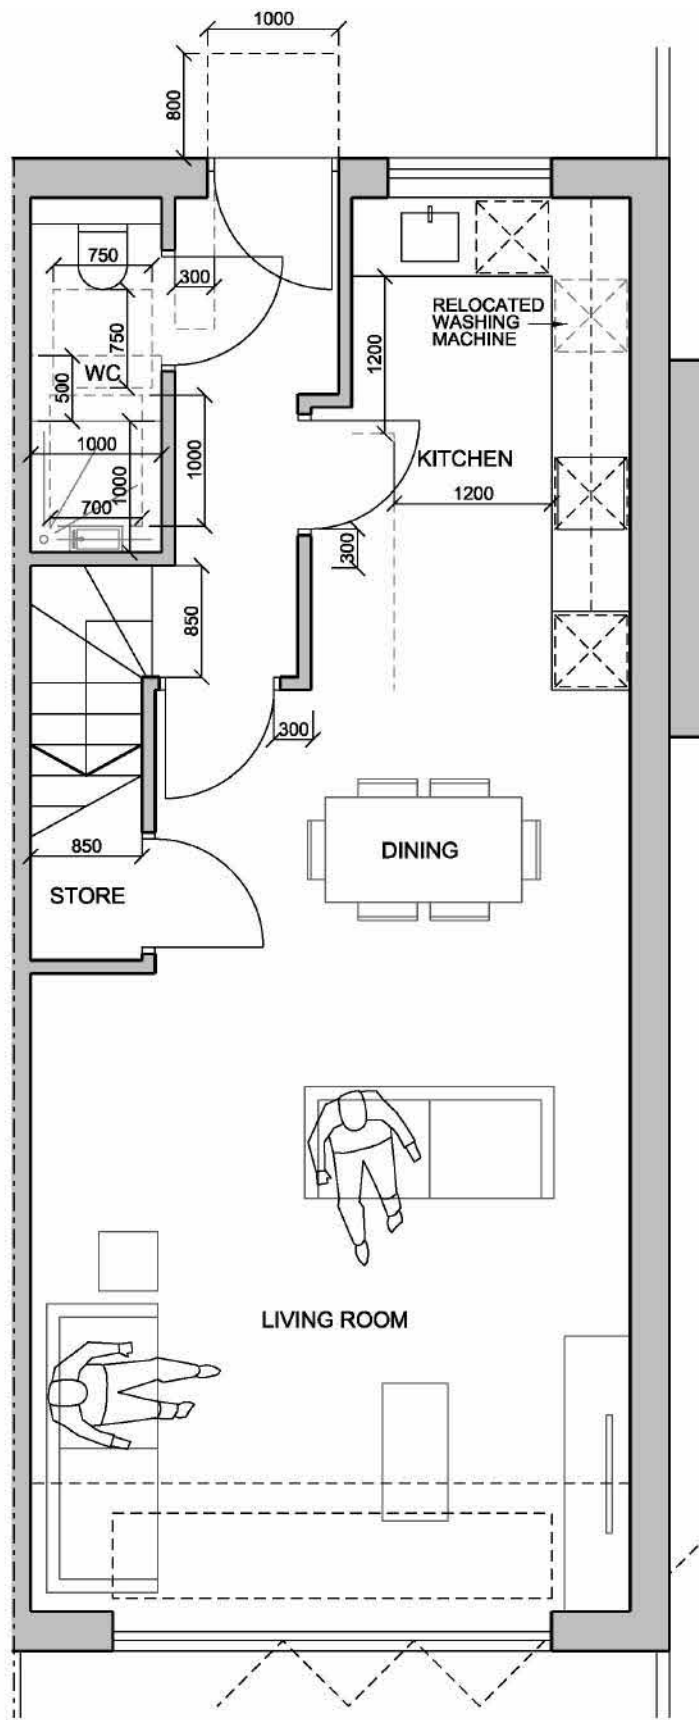 1000
800
750
300
RELOCATED
WASHING
MACHINE
750
1200
WC
500
1000
1000
1000
KITCHEN
700
1200
300
850
300
850
DINING
STORE
LIVING ROOM